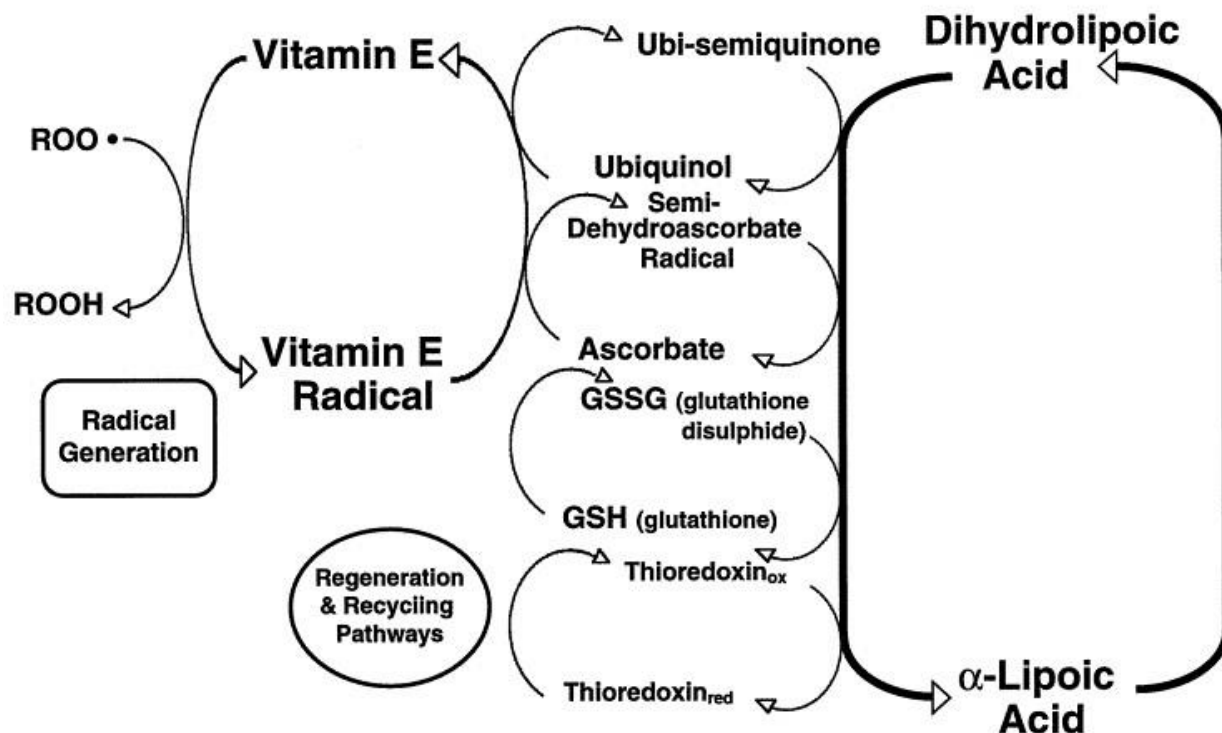 Vitamin E
Ubi-semiquinone
Dihydrolipoic
Acid
ROO •
Ubiquinol
Semi-
Dehydroascorbate
Radical
ROOH
Vitamin E
Radical
Ascorbate
GSSG (glutathione
disulphide)
Radical
Generation
GSH (glutathione)
Thioredoxinox
Regeneration
& Recyciing
Pathways
Thioredoxinred
α-Lipoic
Acid